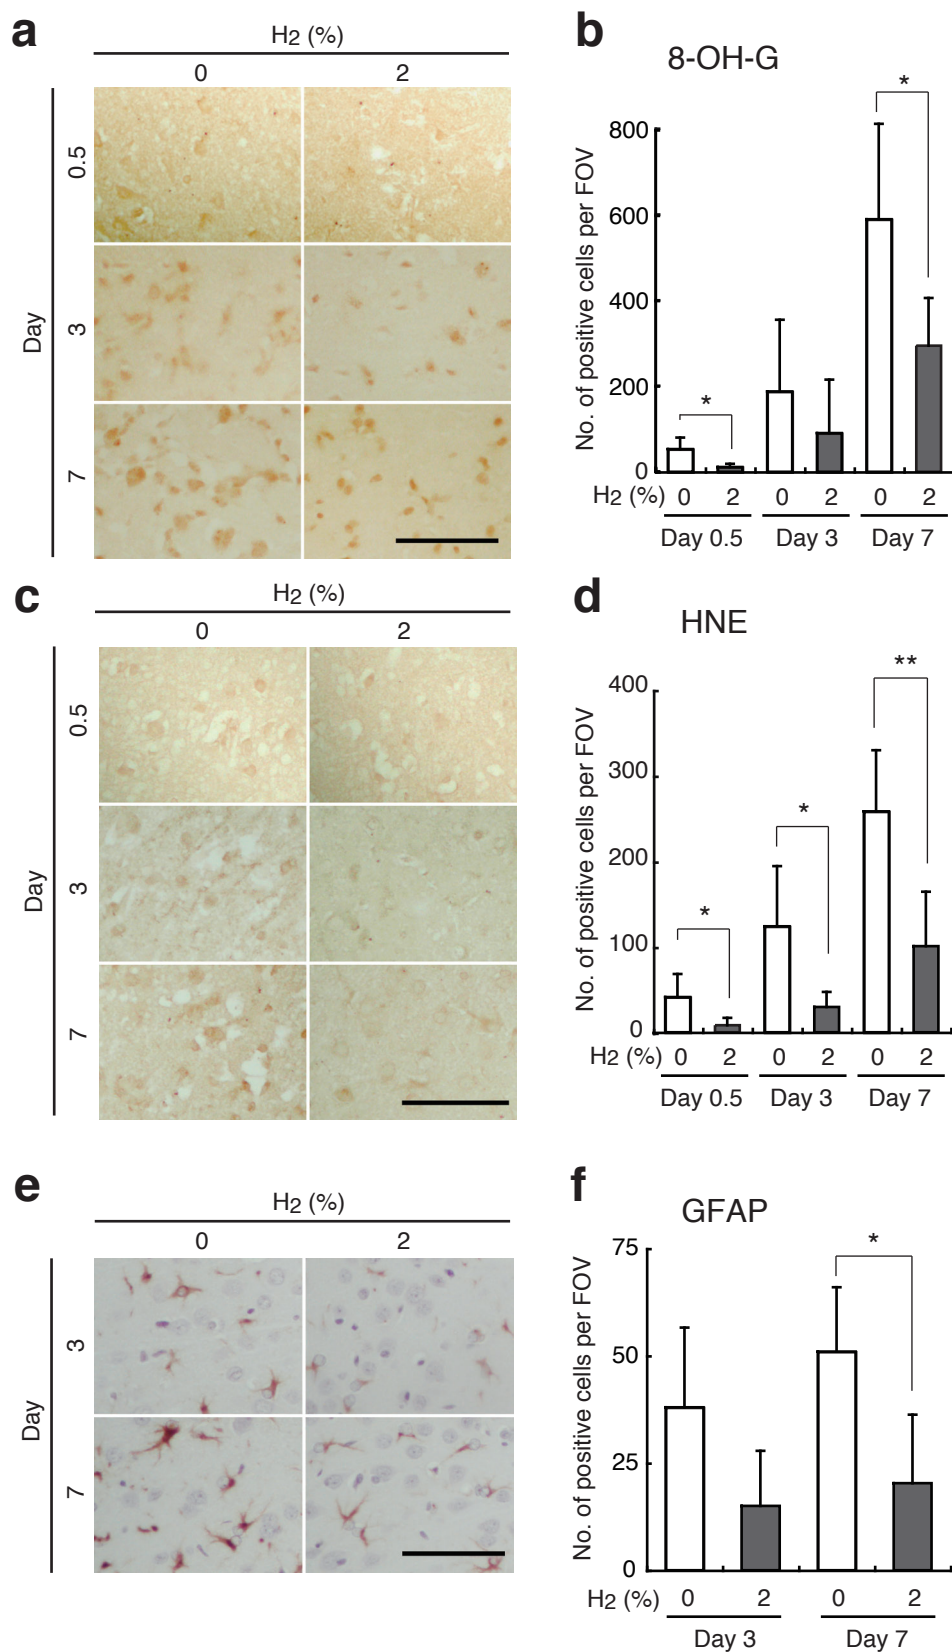 a
H2 (%)
0 2
Day
0.5
3
7
b
8-OH-G
No. of positive cells per FOV
800
600
400
200
0
*
*
H2 (%) 0 2 0 2 0 2
Day 0.5 Day 3 Day 7
c
H2 (%)
0 2
Day
0.5
3
7
d
HNE
No. of positive cells per FOV
400
300
200
100
0
*
*
**
H2 (%) 0 2 0 2 0 2
Day 0.5 Day 3 Day 7
e
H2 (%)
0 2
Day
3
7
f
GFAP
No. of positive cells per FOV
75
50
25
0
*
H2 (%) 0 2 0 2
Day 3 Day 7